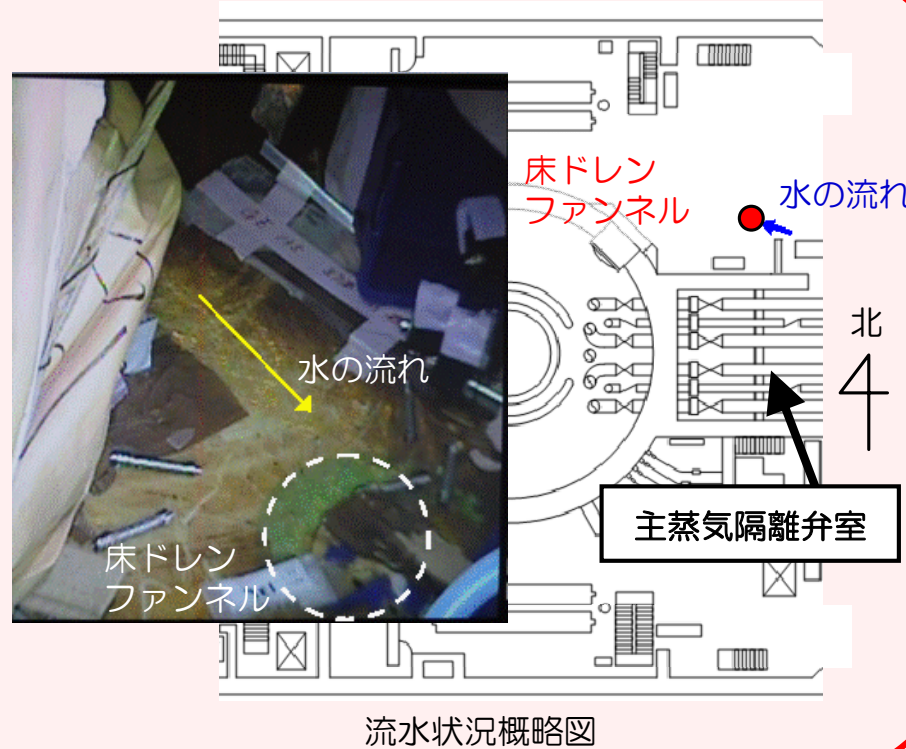 床ドレン
ファンネル
水の流れ
北
水の流れ
主蒸気隔離弁室
床ドレン
ファンネル
流水状況概略図